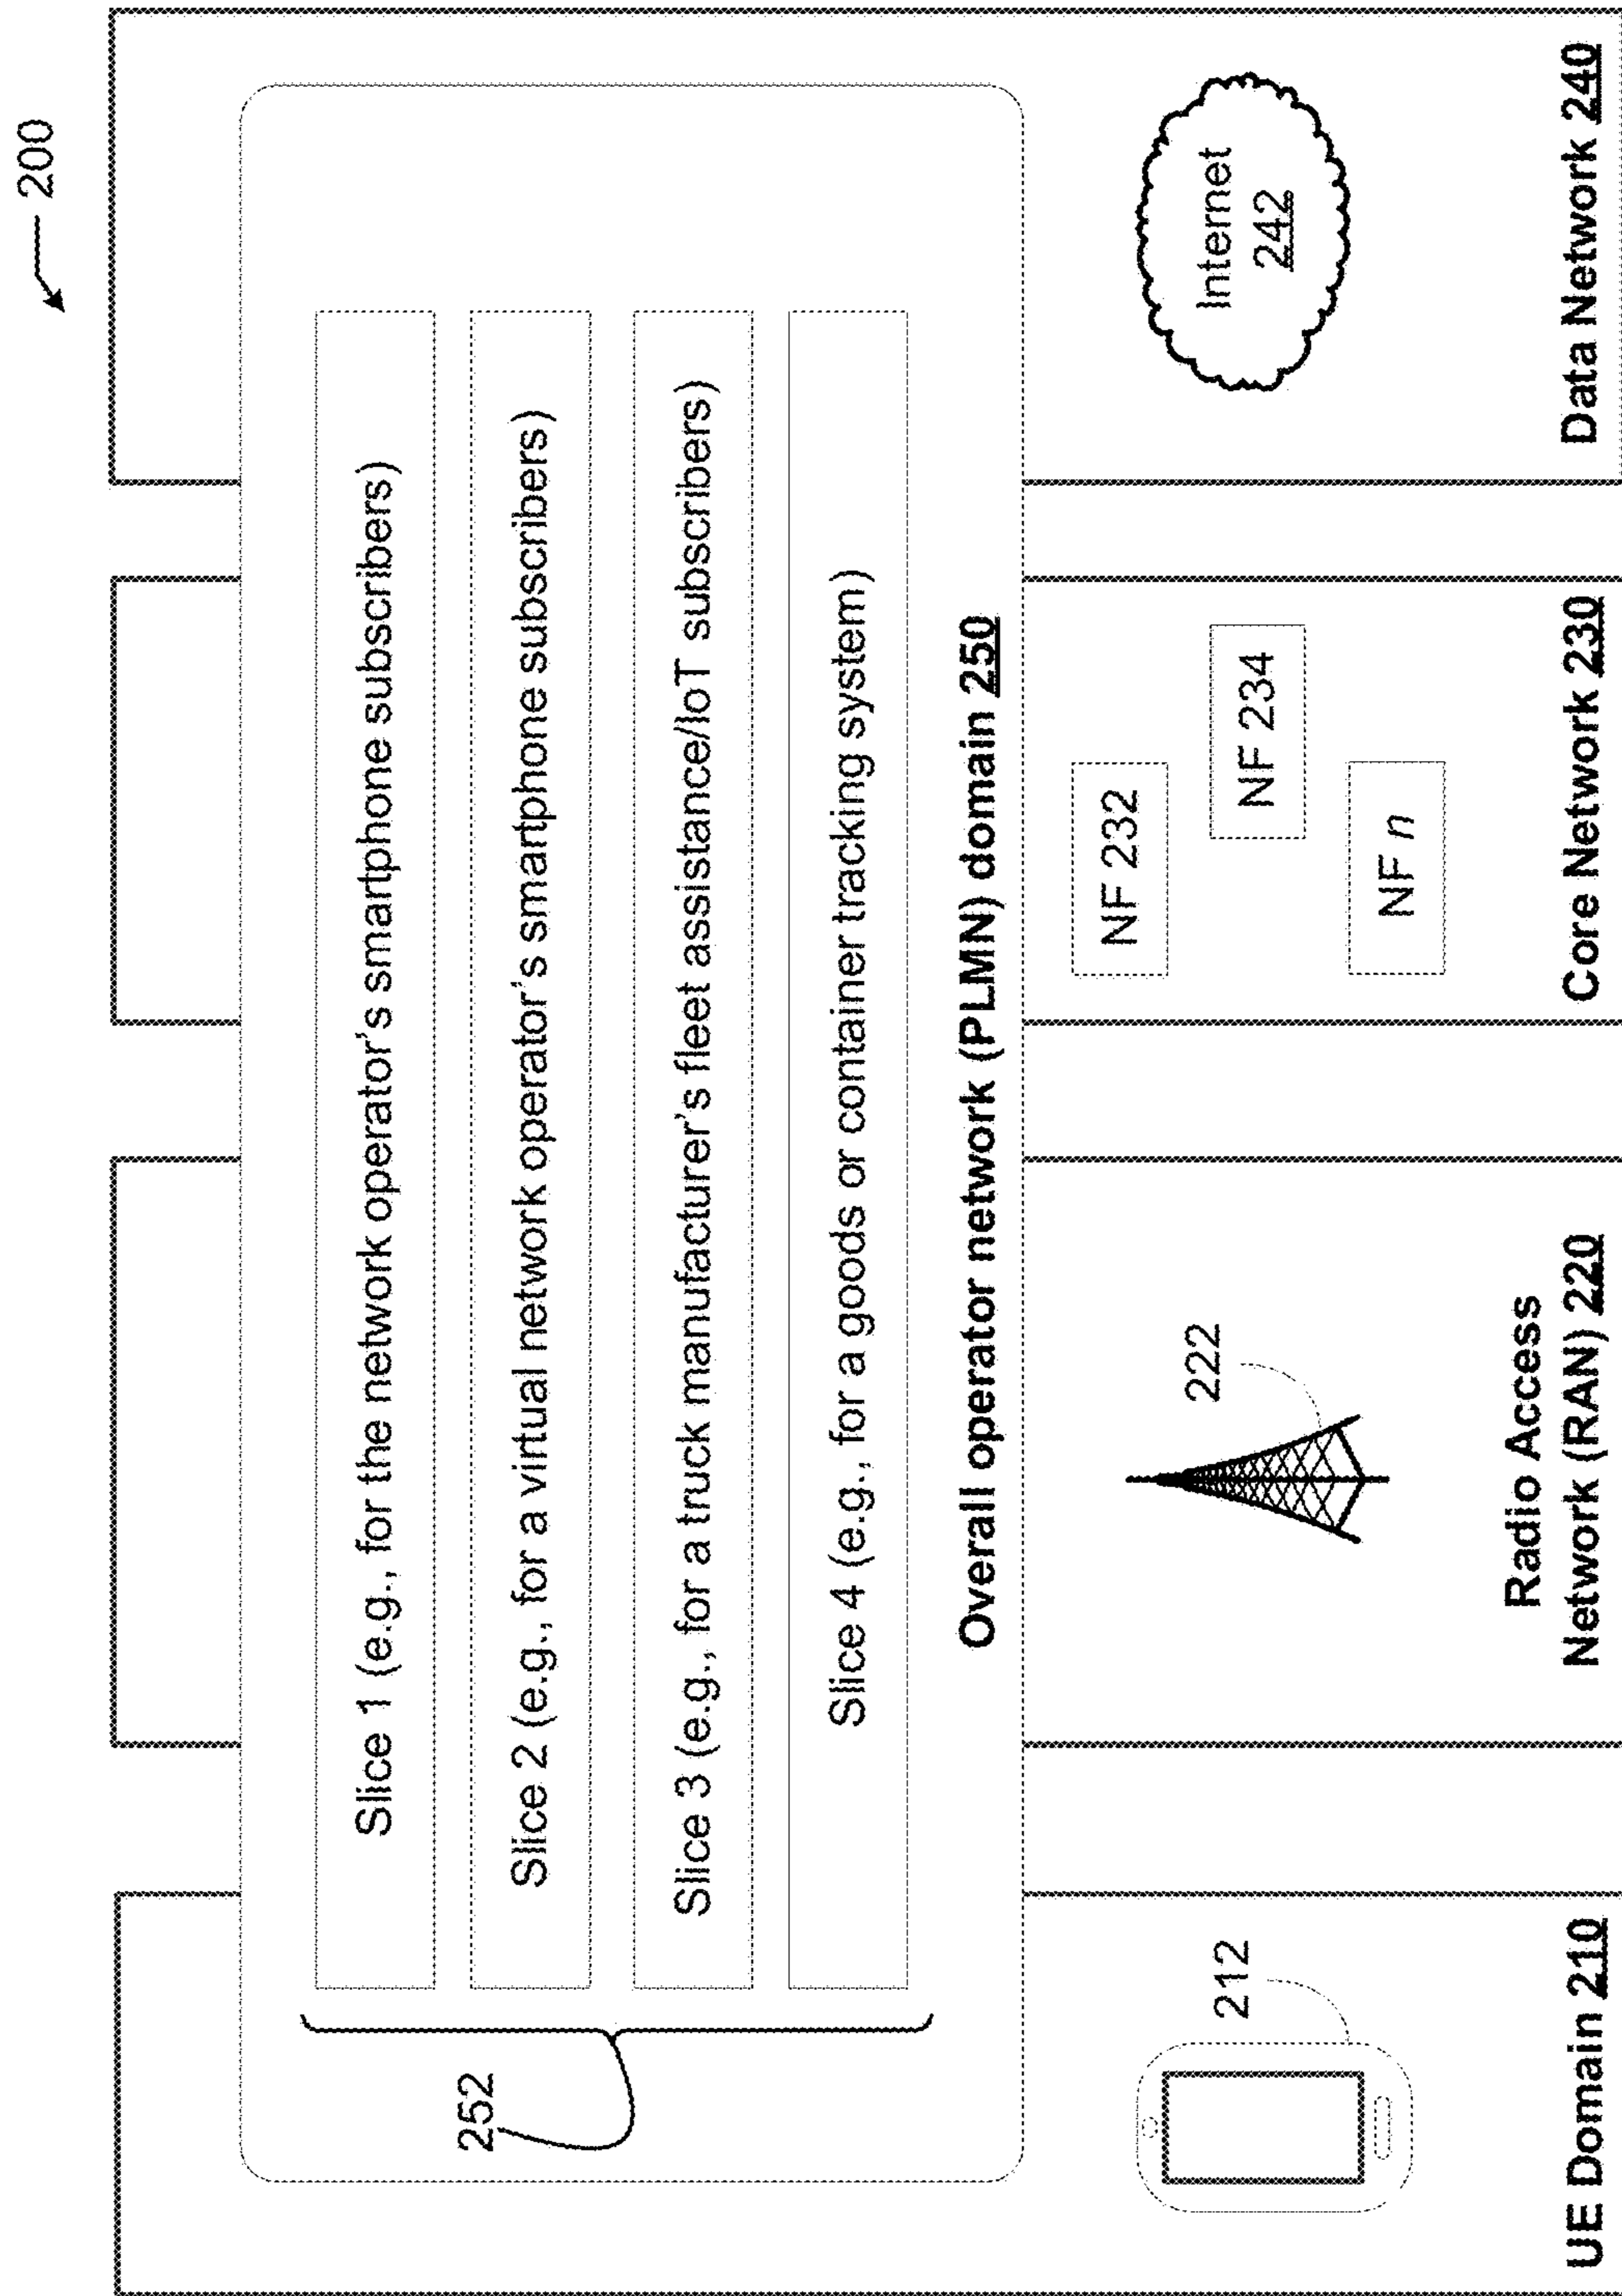 200
252
Slice 1 (e.g., for the network operator's smartphone subscribers)
Slice 2 (e.g., for a virtual network operator's smartphone subscribers)
Slice 3 (e.g., for a truck manufacturer's fleet assistance/IoT subscribers)
Slice 4 (e.g., for a goods or container tracking system)
Overall operator network (PLMN) domain 250
212
UE Domain 210
222
Radio Access
Network (RAN) 220
NF 232
NF 234
NF n
Core Network 230
Internet
242
Data Network 240